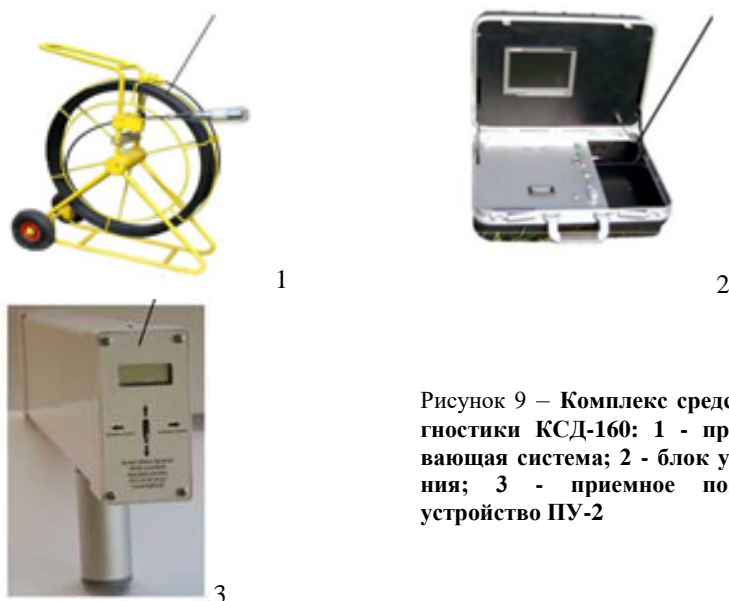 1
2
3
Рисунок 9 – Комплекс средс
гностики КСД-160: 1 - пр
вающая система; 2 - блок у
ния; 3 - приемное по
устройство ПУ-2